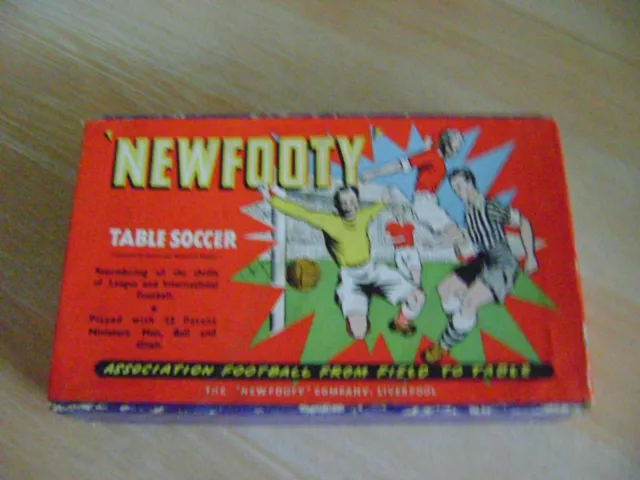 NEWFOOTY
TABLE SOCCER
Reproducing all the thrills
of League and International
Football.
Played with 22 Patent
Miniature Men, Ball and
Goals.
ASSOCIATION FOOTBALL FROM FIELD TO TABLE
THE "NEWFOOTY" COMPANY, LIVERPOOL